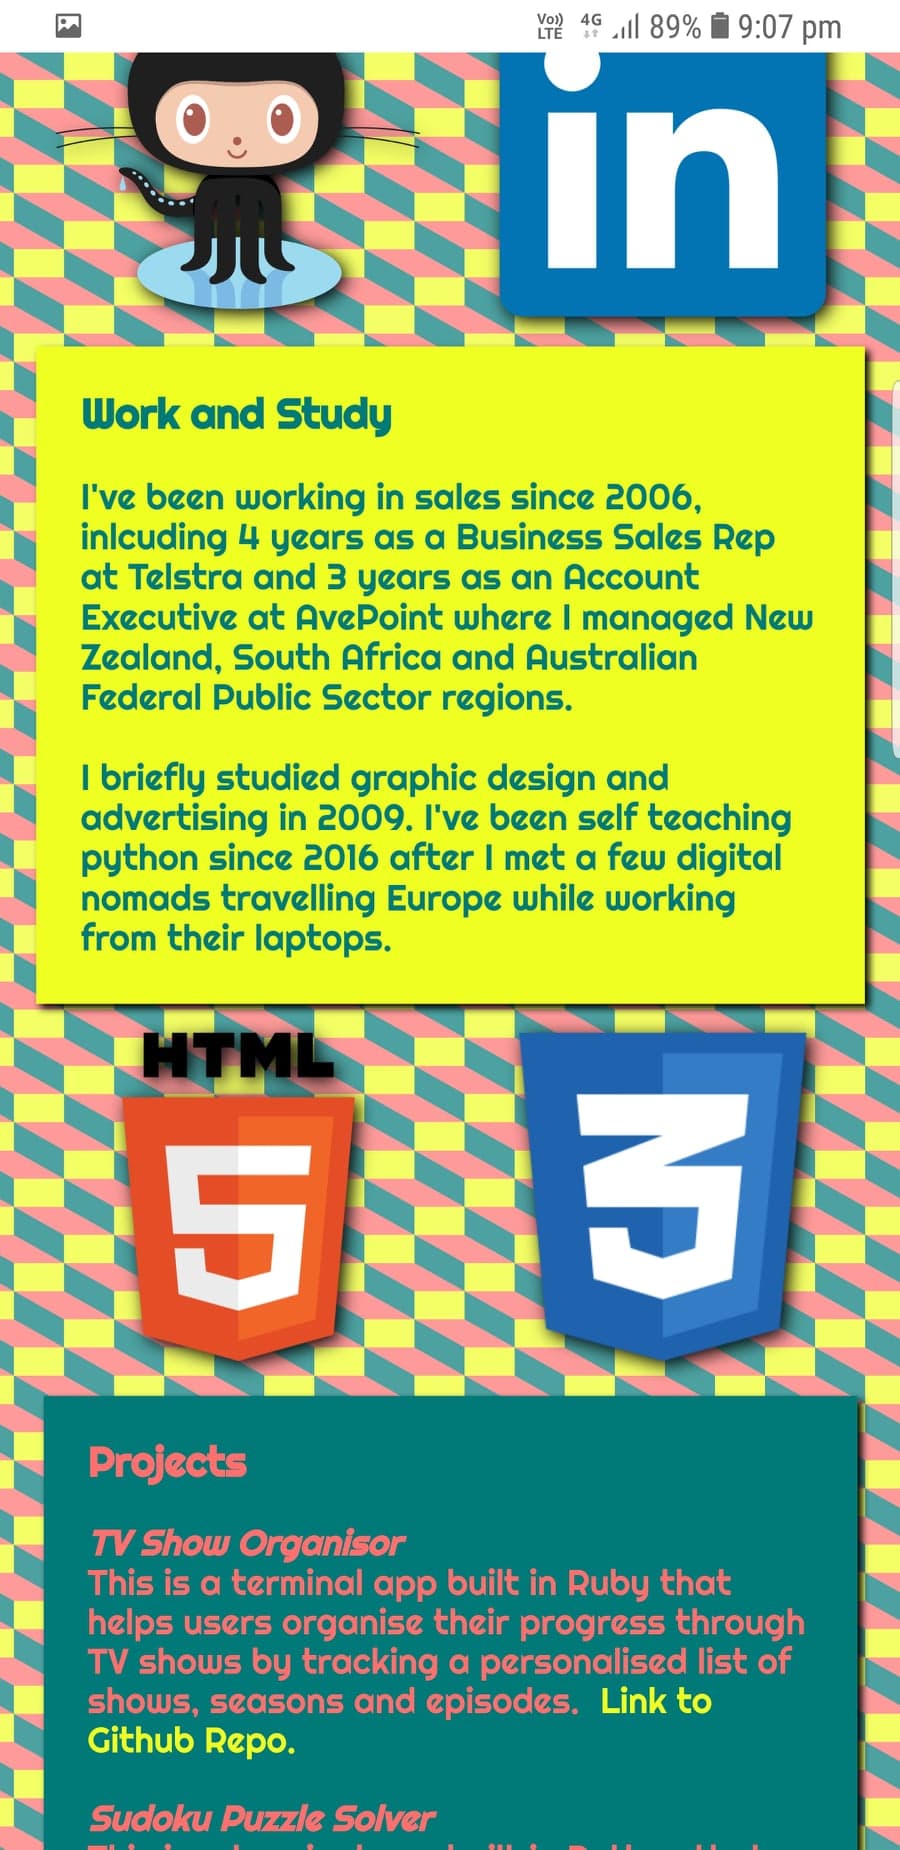 Vo)) LTE 4G 89% 9:07 pm
in
Work and Study
I've been working in sales since 2006,
inlcuding 4 years as a Business Sales Rep
at Telstra and 3 years as an Account
Executive at AvePoint where I managed New
Zealand, South Africa and Australian
Federal Public Sector regions.
I briefly studied graphic design and
advertising in 2009. I've been self teaching
python since 2016 after I met a few digital
nomads travelling Europe while working
from their laptops.
HTML
5 3
Projects
TV Show Organisor
This is a terminal app built in Ruby that
helps users organise their progress through
TV shows by tracking a personalised list of
shows, seasons and episodes. Link to
Github Repo.
Sudoku Puzzle Solver